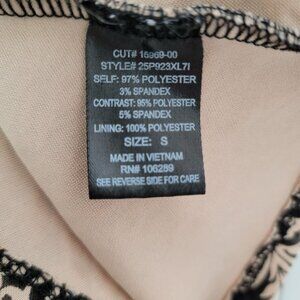 CUT# 16969-00
STYLE# 25P923XL7I
SELF: 97% POLYESTER
3% SPANDEX
CONTRAST: 95% POLYESTER
5% SPANDEX
LINING: 100% POLYESTER
SIZE: S
MADE IN VIETNAM
RN# 106289
SEE REVERSE SIDE FOR CARE